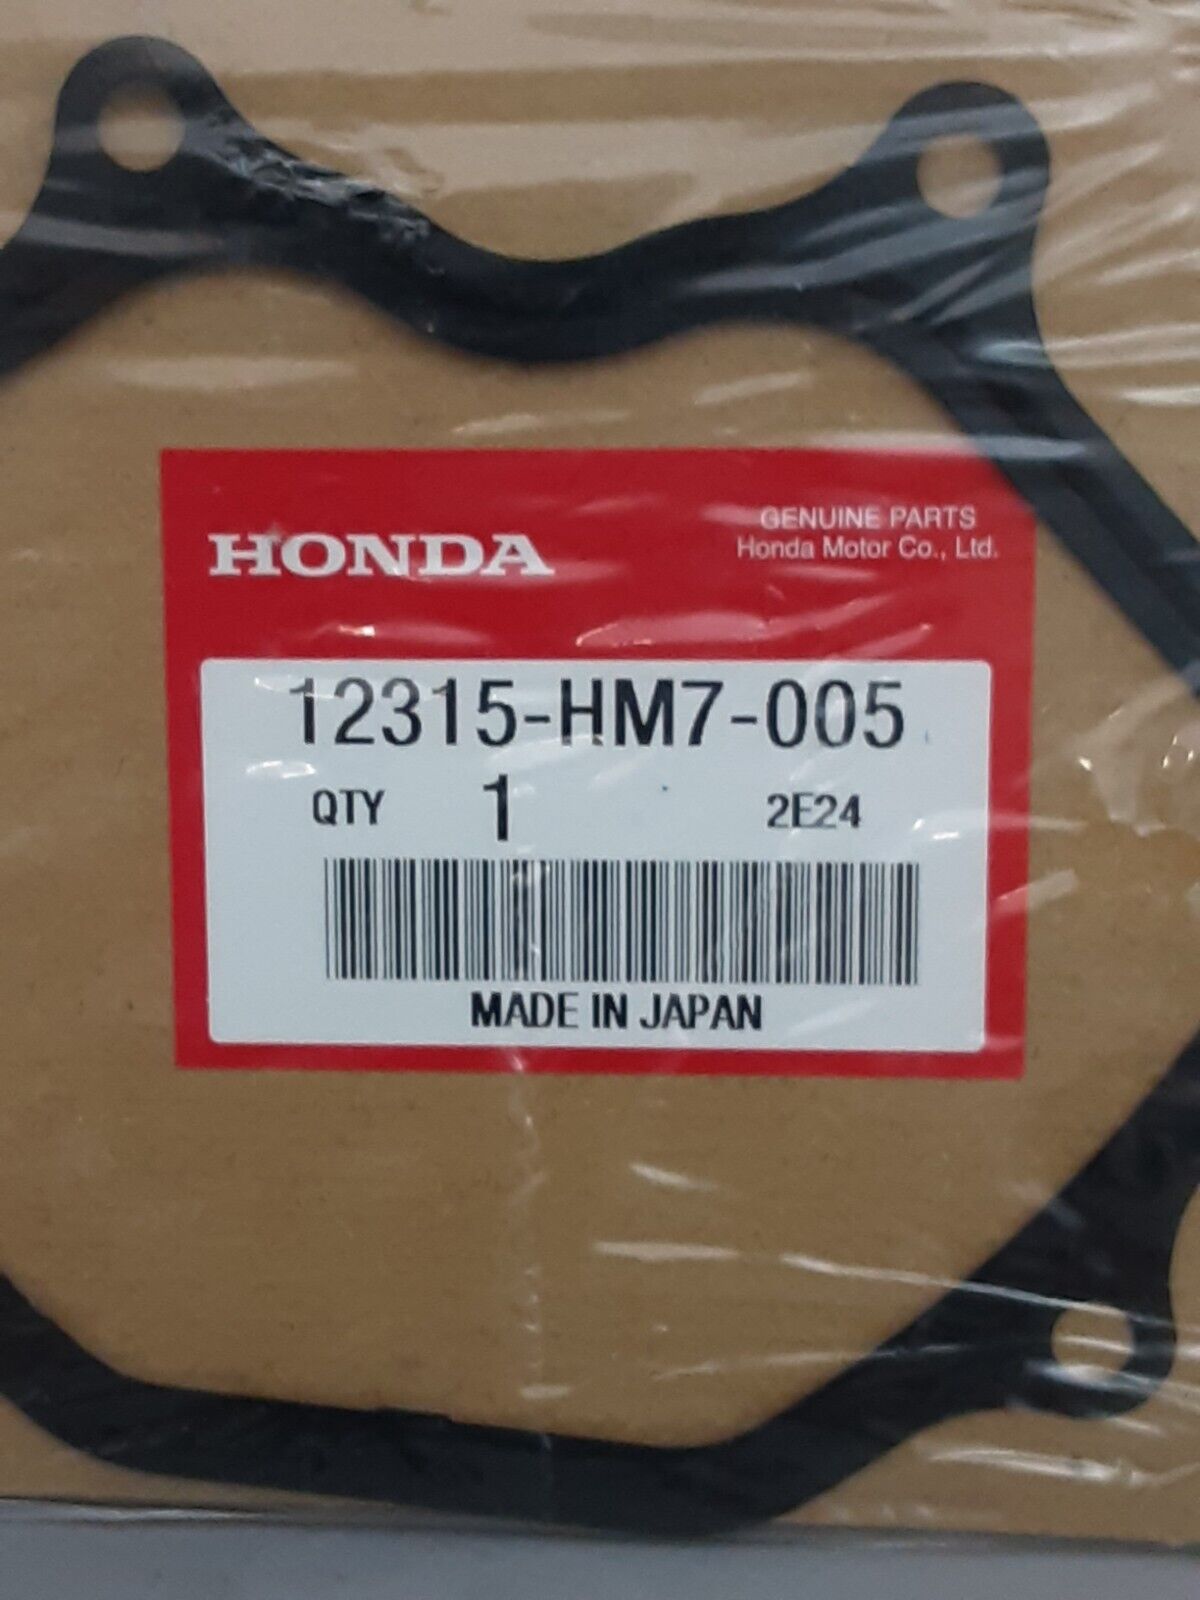 HONDA
GENUINE PARTS
Honda Motor Co., Ltd.
12315-HM7-005
QTY 1 2E24
MADE IN JAPAN